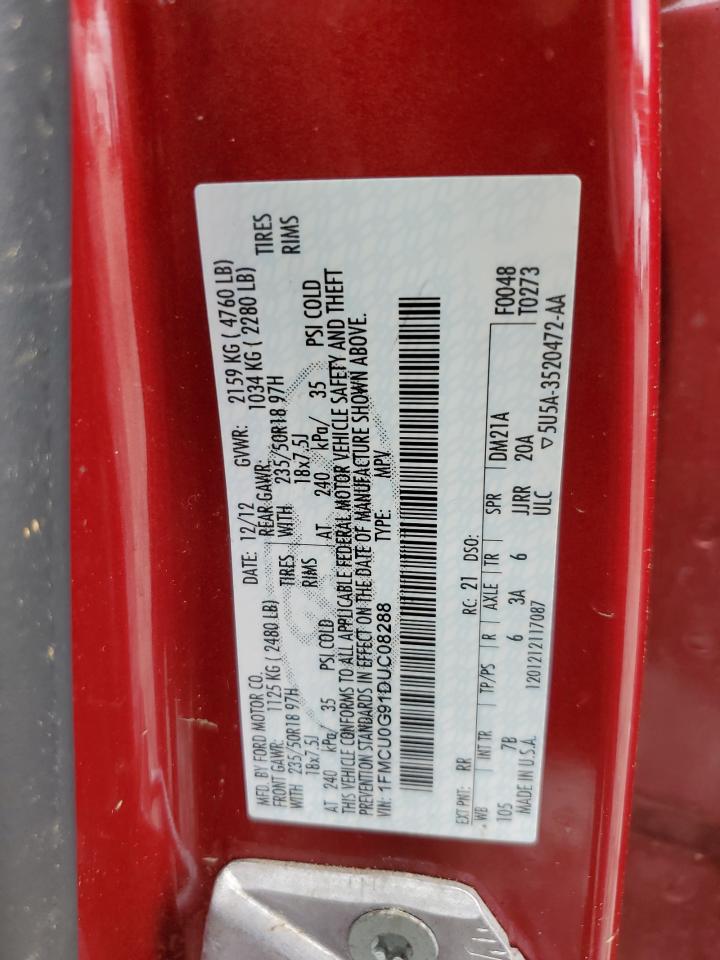 MFD. BY FORD MOTOR CO. DATE: 12/12 GVWR: 2159 KG ( 4760 LB)
FRONT GAWR: 1125 KG ( 2480 LB) REAR GAWR: 1034 KG ( 2280 LB)
WITH 235/50R18 97H TIRES WITH 235/50R18 97H TIRES
18x7.5J RIMS 18x7.5J RIMS
AT 240 kPa/ 35 PSI COLD AT 240 kPa/ 35 PSI COLD
THIS VEHICLE CONFORMS TO ALL APPLICABLE FEDERAL MOTOR VEHICLE SAFETY AND THEFT
PREVENTION STANDARDS IN EFFECT ON THE DATE OF MANUFACTURE SHOWN ABOVE.
VIN: 1FMCU0G91DUC08288 TYPE: MPV
EXT PNT: RR RC: 21 DSO: F0048
WB INT TR TP/PS R AXLE TR SPR DM21A T0273
105 7B 6 3A 6 JJRR 20A
MADE IN U.S.A. 120121217087 ULC ▽5U5A-3520472-AA